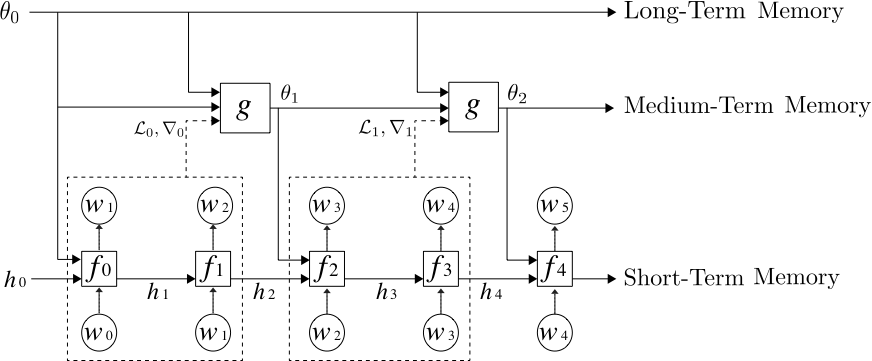 θ₀ Long-Term Memory
g θ₁ g θ₂ Medium-Term Memory
ℒ₀, ∇₀ ℒ₁, ∇₁
w₁ w₂ w₃ w₄ w₅
h₀ f₀ h₁ f₁ h₂ f₂ h₃ f₃ h₄ f₄ Short-Term Memory
w₀ w₁ w₂ w₃ w₄